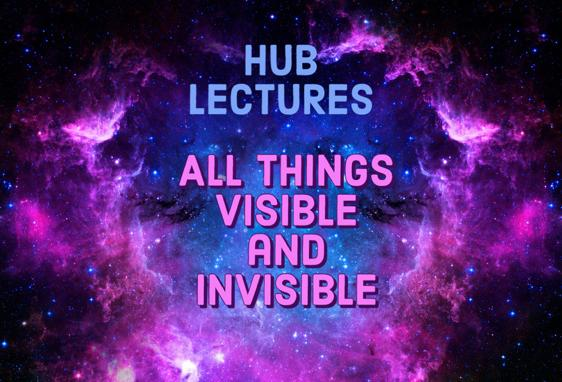 HUB
LECTURES
ALL THINGS
VISIBLE
AND
INVISIBLE